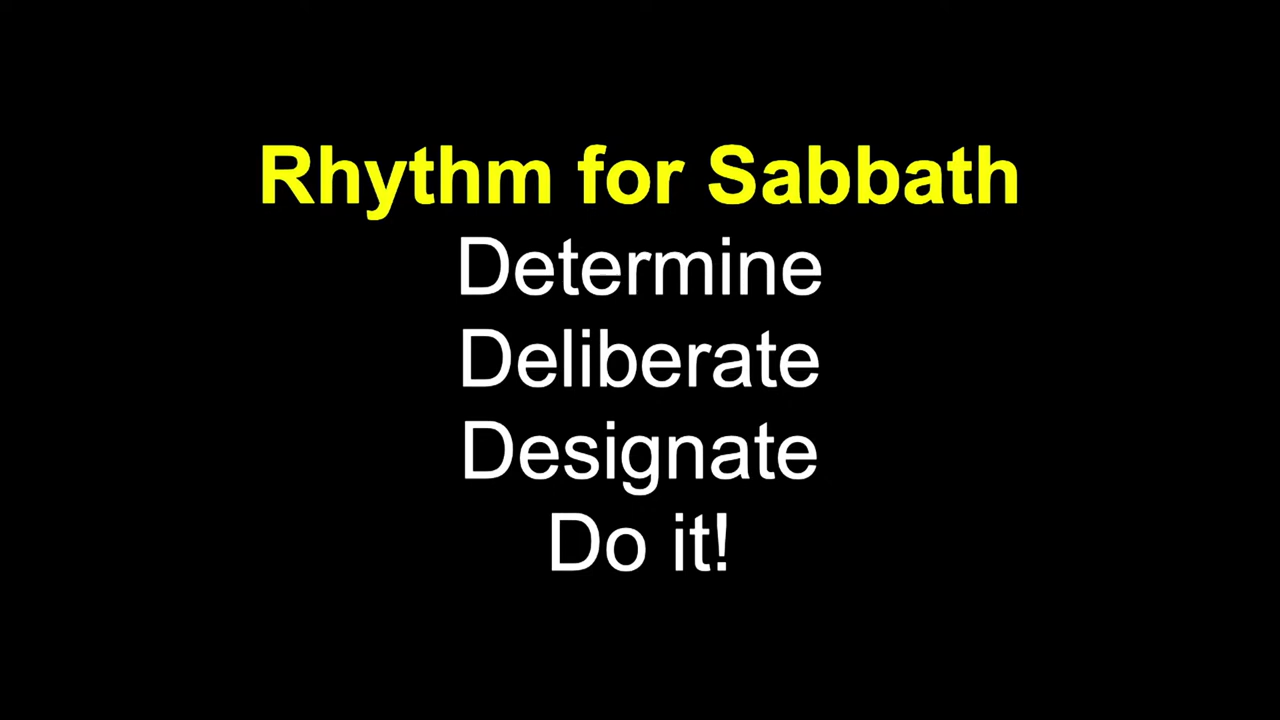 Rhythm for Sabbath
Determine
Deliberate
Designate
Do it!